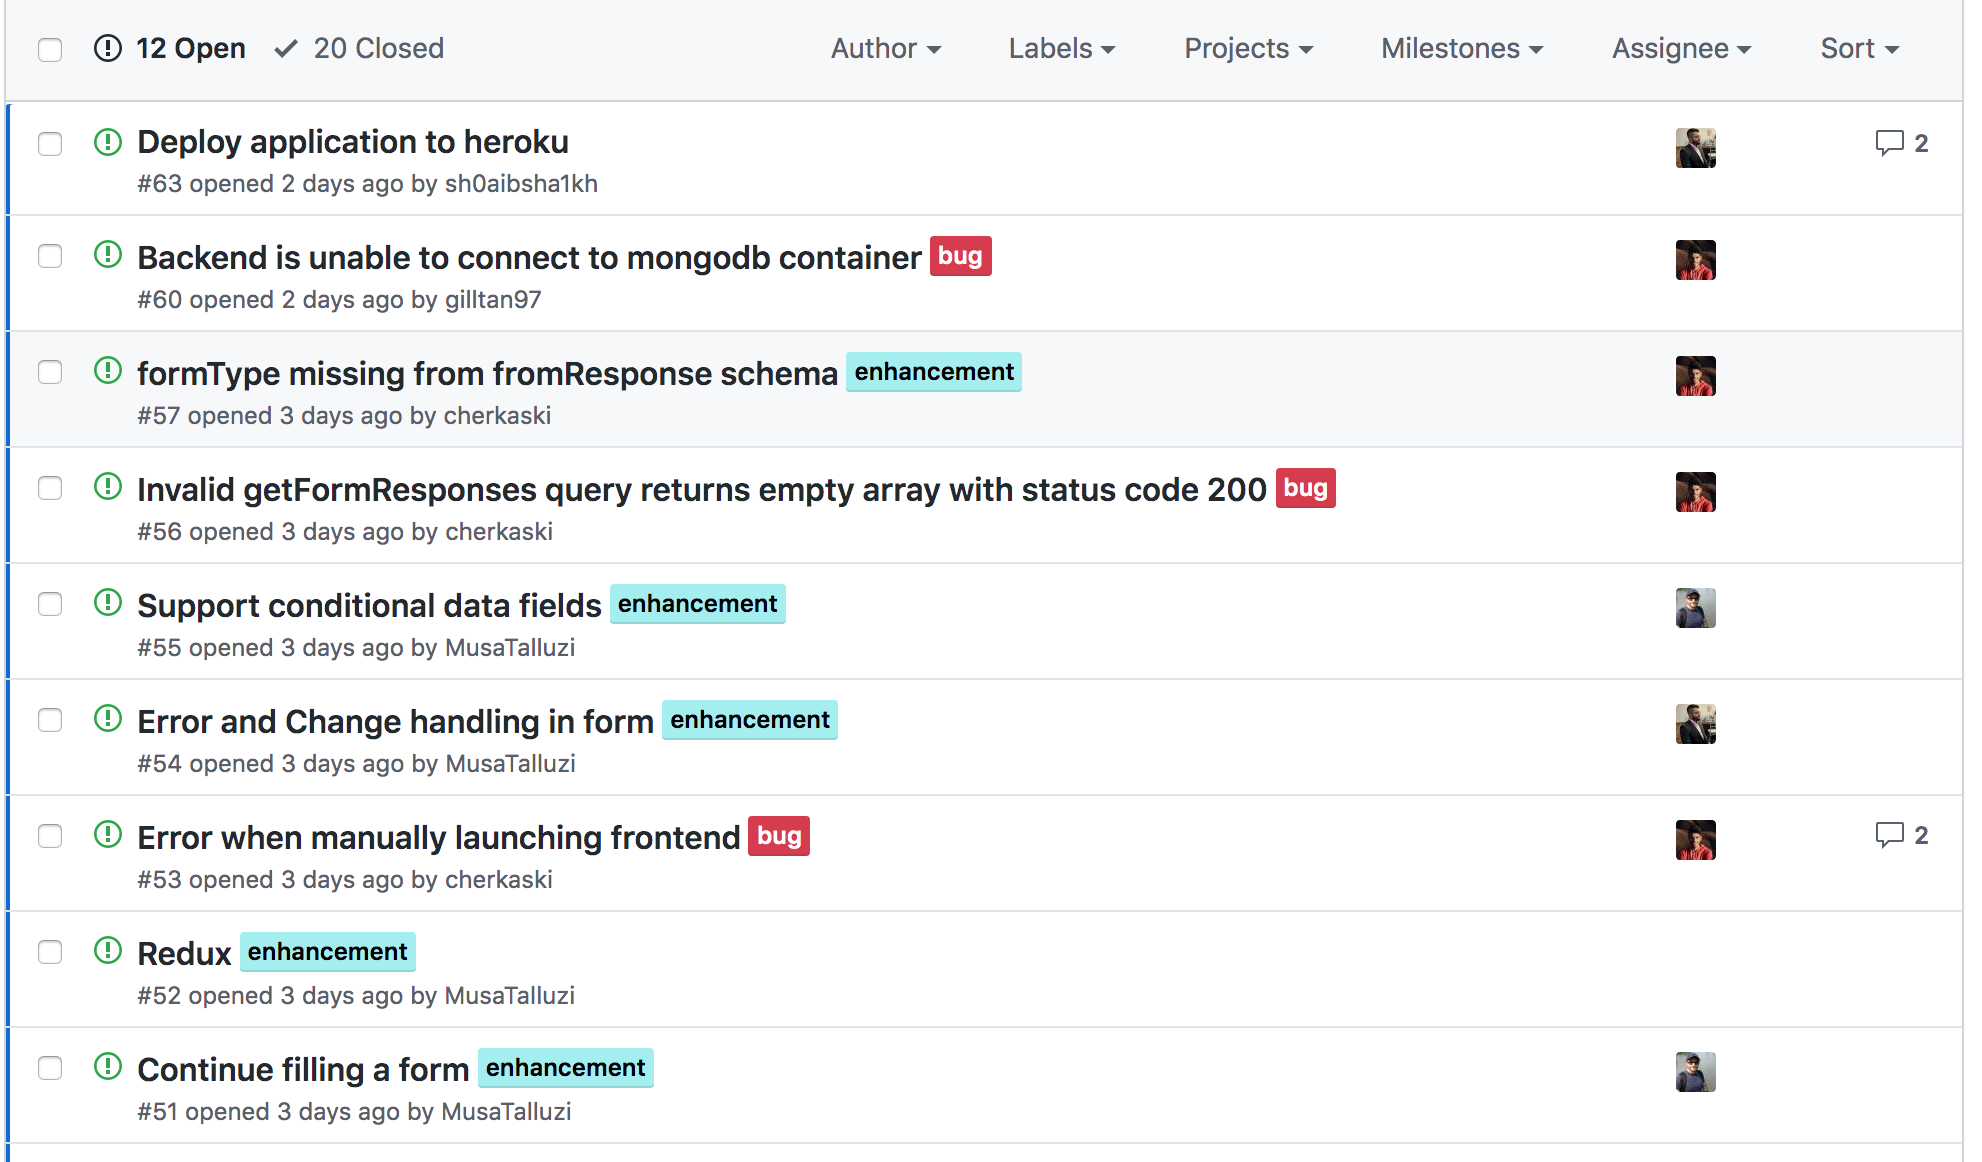 12 Open 20 Closed Author Labels Projects Milestones Assignee Sort
Deploy application to heroku 2
#63 opened 2 days ago by sh0aibsha1kh
Backend is unable to connect to mongodb container bug
#60 opened 2 days ago by gilltan97
formType missing from fromResponse schema enhancement
#57 opened 3 days ago by cherkaski
Invalid getFormResponses query returns empty array with status code 200 bug
#56 opened 3 days ago by cherkaski
Support conditional data fields enhancement
#55 opened 3 days ago by MusaTalluzi
Error and Change handling in form enhancement
#54 opened 3 days ago by MusaTalluzi
Error when manually launching frontend bug 2
#53 opened 3 days ago by cherkaski
Redux enhancement
#52 opened 3 days ago by MusaTalluzi
Continue filling a form enhancement
#51 opened 3 days ago by MusaTalluzi